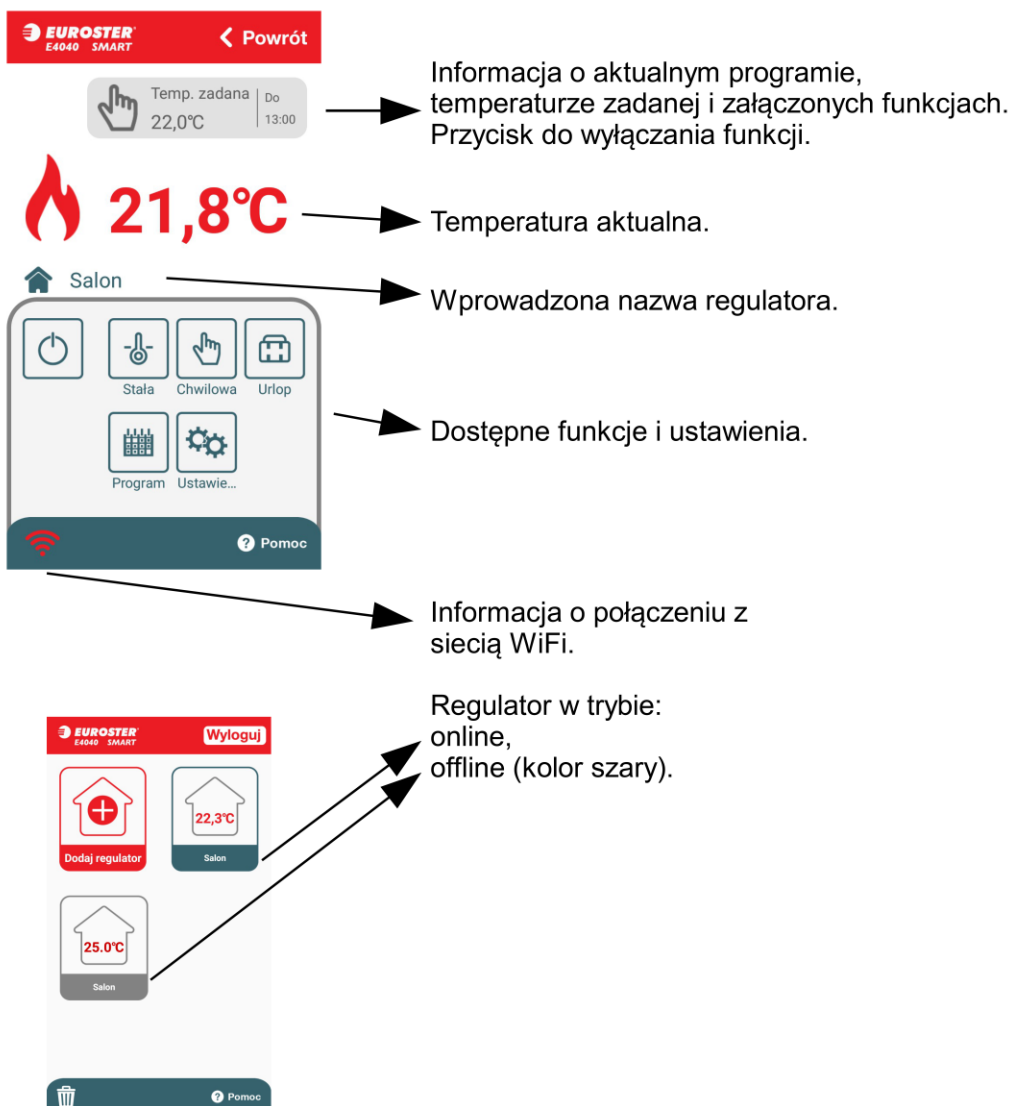 EUROSTER
E4040 SMART
Powrót
Temp. zadana
22,0°C
Do
13:00
Informacja o aktualnym programie,
temperaturze zadanej i załączonych funkcjach.
Przycisk do wyłączania funkcji.
21,8°C
Temperatura aktualna.
Salon
Wprowadzona nazwa regulatora.
Stała
Chwilowa
Urlop
Dostępne funkcje i ustawienia.
Program
Ustawie...
? Pomoc
Informacja o połączeniu z
siecią WiFi.
Regulator w trybie:
online,
offline (kolor szary).
EUROSTER
E4040 SMART
Wyloguj
22,3°C
Dodaj regulator
Salon
25.0°C
Salon
? Pomoc